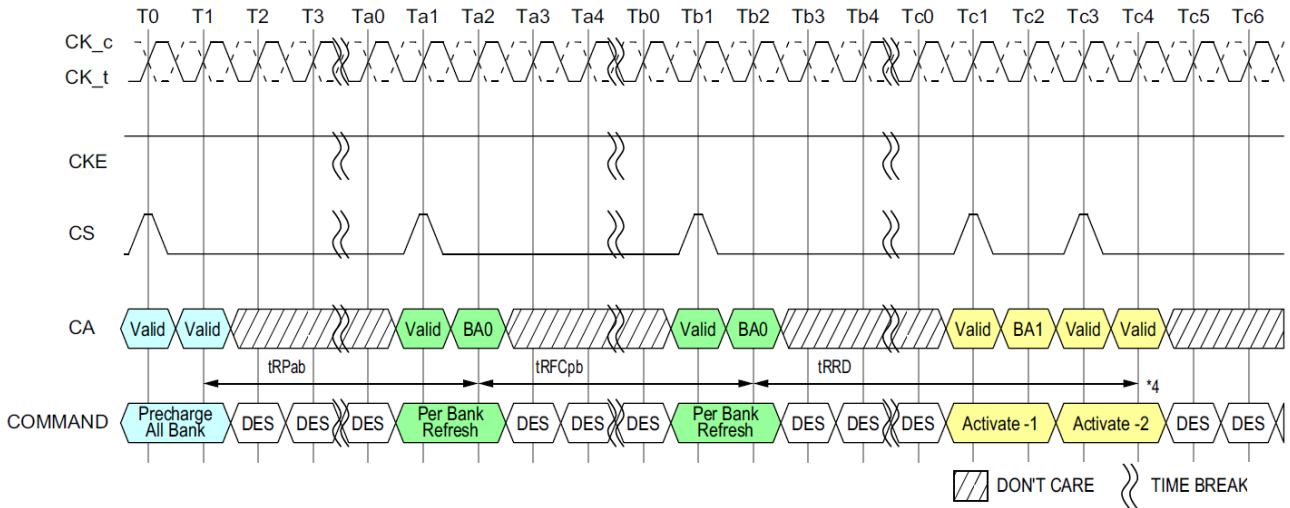 T0 T1 T2 T3 Ta0 Ta1 Ta2 Ta3 Ta4 Tb0 Tb1 Tb2 Tb3 Tb4 Tc0 Tc1 Tc2 Tc3 Tc4 Tc5 Tc6
CK_c
CK_t
CKE
CS
CA Valid Valid Valid BA0 Valid BA0 Valid BA1 Valid Valid
tRPab tRFCpb tRRD *4
COMMAND Precharge All Bank DES DES DES Per Bank Refresh DES DES DES Per Bank Refresh DES DES DES Activate -1 Activate -2 DES DES
DON'T CARE TIME BREAK